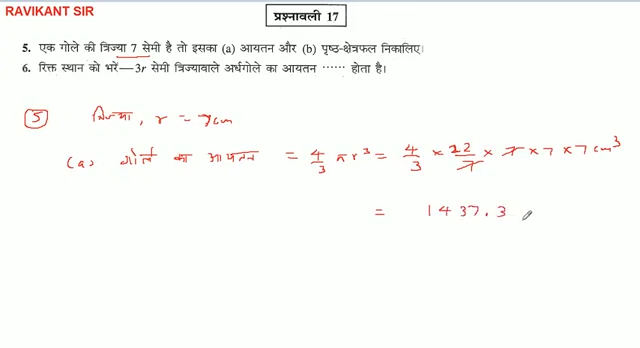 RAVIKANT SIR
प्रश्नावली 17
5. एक गोले की त्रिज्या 7 सेमी है तो इसका (a) आयतन और (b) पृष्ठ-क्षेत्रफल निकालिए।
6. रिक्त स्थान को भरें—3r सेमी त्रिज्यावाले अर्धगोले का आयतन ······ होता है।
5 त्रिज्या, r = 7cm
(a) गोले का आयतन = 4/3 πr³ = 4/3 × 22/7 × 7 × 7 × 7 cm³
= 1437.3